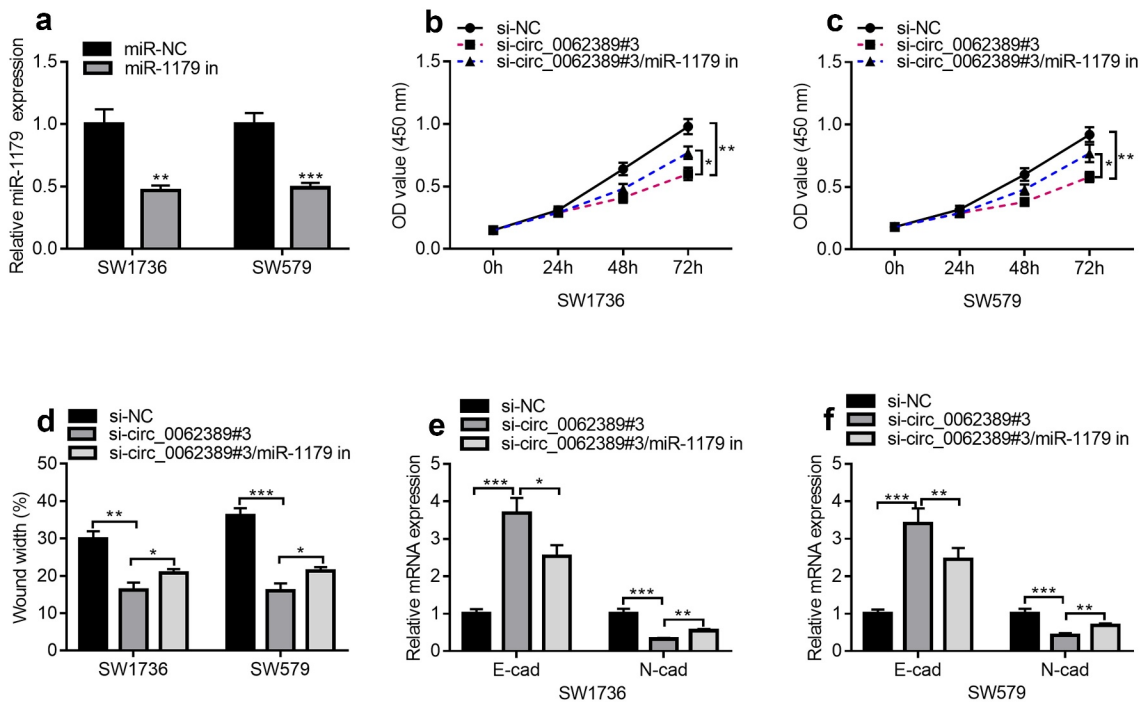 a
miR-NC
miR-1179 in
Relative miR-1179 expression
1.5
1.0
0.5
0.0
**
***
SW1736
SW579
b
si-NC
si-circ_0062389#3
si-circ_0062389#3/miR-1179 in
OD value (450 nm)
1.5
1.0
0.5
0.0
*
**
0h
24h
48h
72h
SW1736
c
si-NC
si-circ_0062389#3
si-circ_0062389#3/miR-1179 in
OD value (450 nm)
1.5
1.0
0.5
0.0
*
**
0h
24h
48h
72h
SW579
d
si-NC
si-circ_0062389#3
si-circ_0062389#3/miR-1179 in
Wound width (%)
50
40
30
20
10
0
**
*
***
*
SW1736
SW579
e
si-NC
si-circ_0062389#3
si-circ_0062389#3/miR-1179 in
Relative mRNA expression
5
4
3
2
1
0
***
*
***
**
E-cad
N-cad
SW1736
f
si-NC
si-circ_0062389#3
si-circ_0062389#3/miR-1179 in
Relative mRNA expression
5
4
3
2
1
0
***
**
***
**
E-cad
N-cad
SW579